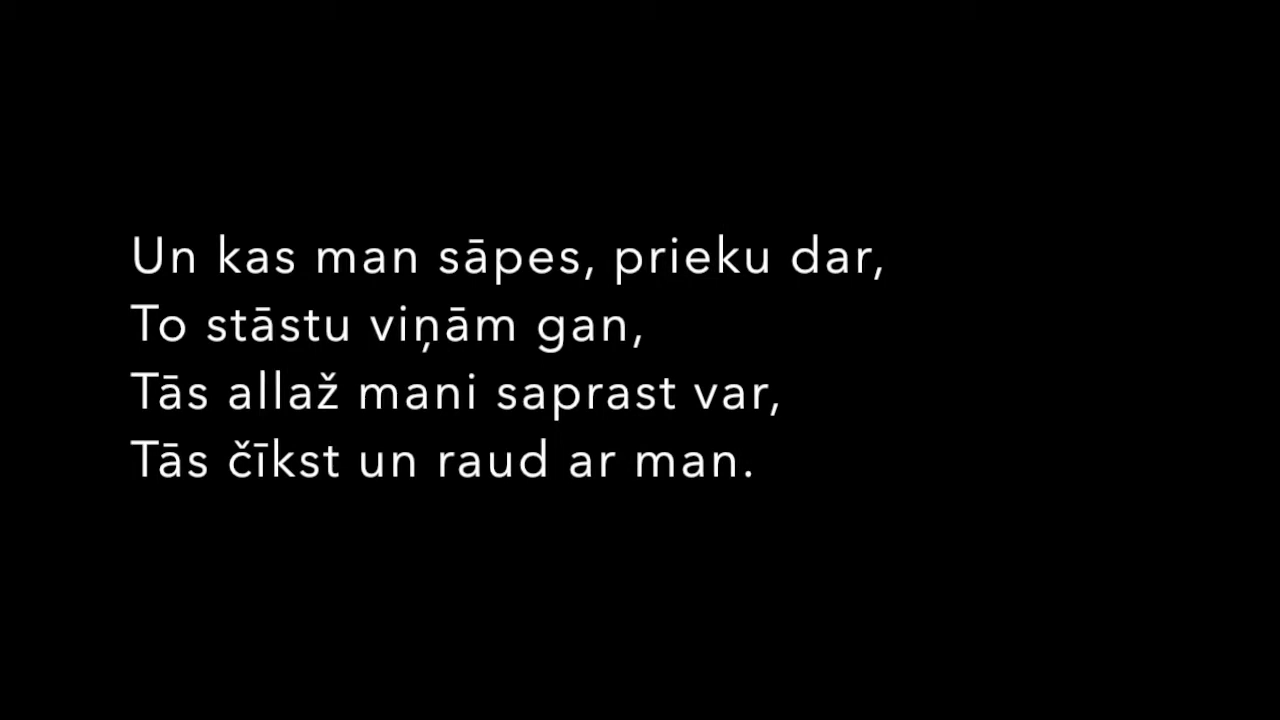 Un kas man sāpes, prieku dar,
To stāstu viņām gan,
Tās allaž mani saprast var,
Tās čīkst un raud ar man.